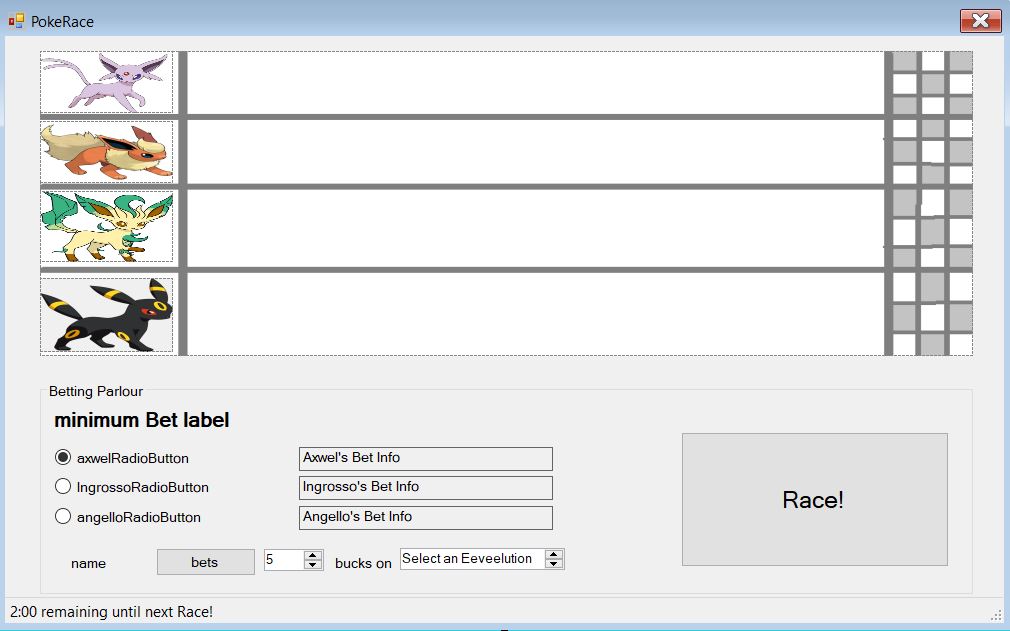 PokeRace
Betting Parlour
minimum Bet label
axwelRadioButton
Axwel's Bet Info
IngrossoRadioButton
Ingrosso's Bet Info
angelloRadioButton
Angello's Bet Info
Race!
name
bets
5
bucks on
Select an Eeveelution
2:00 remaining until next Race!